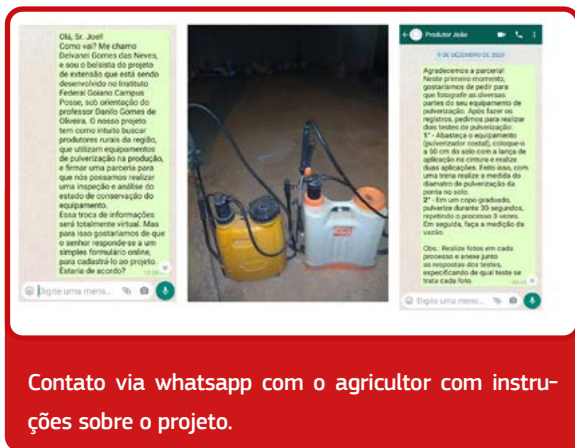 Olá, Sr. Joel!
Como vai? Me chamo
Deivanei Gomes das Neves,
e sou o bolsista do projeto
de extensão que está sendo
desenvolvido no Instituto
Federal Goiano Campus
Posse, sob orientação do
professor Danilo Gomes de
Oliveira. O nosso projeto
tem como intuito buscar
produtores rurais da região,
que utilizam equipamentos
de pulverização na produção,
e firmar uma parceria para
que nós possamos realizar
uma inspeção e análise do
estado de conservação do
equipamento.
Essa troca de informações
será totalmente virtual. Mas
para isso gostaríamos de que
o senhor responde-se a um
simples formulário online,
para cadastrá-lo ao projeto.
Estaria de acordo?
Digite uma mens...
Produtor João
9 DE DEZEMBRO DE 2020
Agradecemos a parceria!
Neste primeiro momento,
gostaríamos de pedir para
que fotografe as diversas
partes do seu equipamento de
pulverização. Após fazer os
registros, pedimos para realizar
dois testes de pulverização:
1° - Abasteça o equipamento
(pulverizador costal), coloque-o
a 50 cm do solo com a lança de
aplicação na cintura e realize
duas aplicações. Feito isso, com
uma trena realize a medida do
diametro de pulverização da
ponta no solo.
2° - Em um copo graduado,
pulverize durante 30 segundos,
repetindo o processo 3 vezes.
Em seguida, faça a medição da
vazão.
Obs.: Realize fotos em cada
processo e anexe junto
as respostas dos testes,
especificando de qual teste se
trata cada foto.
Digite uma mens...
Contato via whatsapp com o agricultor com instru-
ções sobre o projeto.